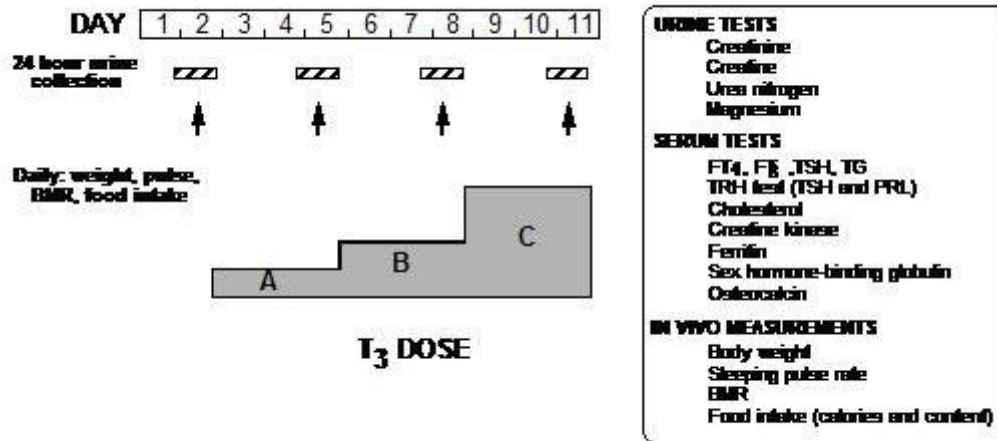 DAY 1 2 3 4 5 6 7 8 9 10 11
24 hour urine
collection
Daily: weight, pulse,
BMR, food intake
A
B
C
T3 DOSE
URINE TESTS
Creatinine
Creatine
Urea nitrogen
Magnesium
SERUM TESTS
FT4, ,TSH, TG
TRH test (TSH and PRL)
Cholesterol
Creatine kinase
Ferritin
Sex hormone-binding globulin
Osteocalcin
IN VIVO MEASUREMENTS
Body weight
Sleeping pulse rate
BMR
Food intake (calories and content)